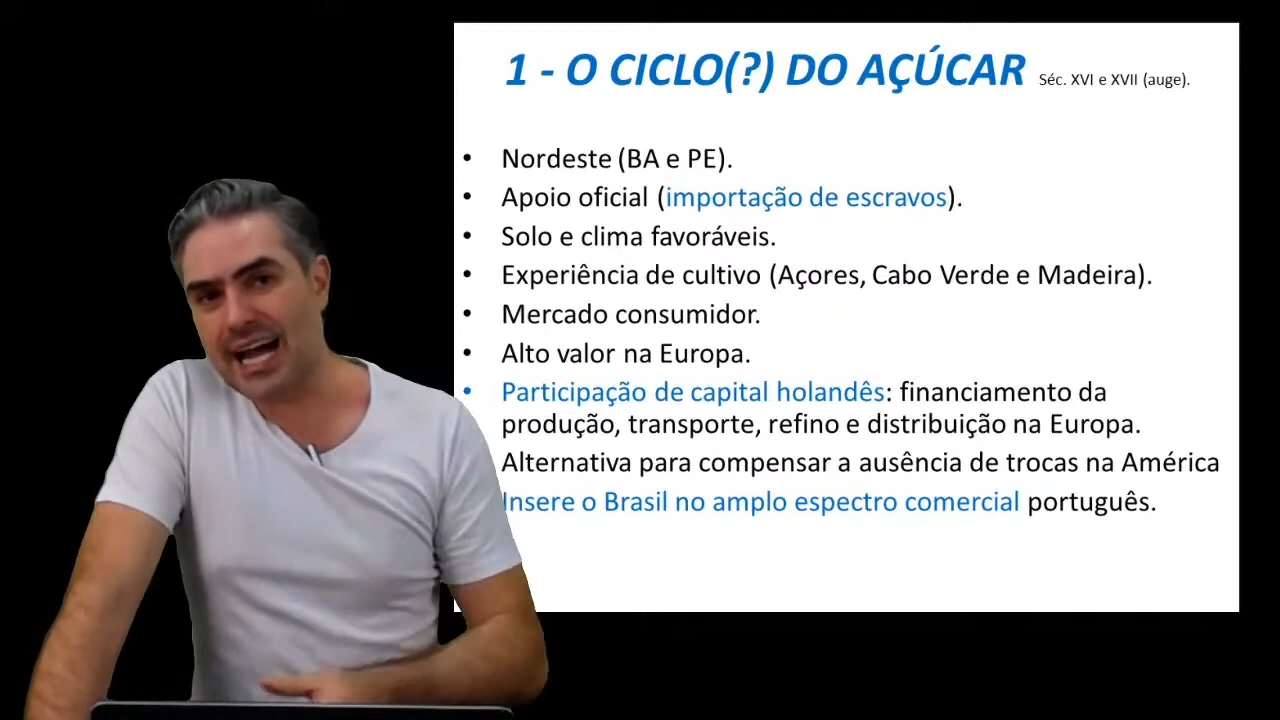 1 - O CICLO(?) DO AÇÚCAR Séc. XVI e XVII (auge).
• Nordeste (BA e PE).
• Apoio oficial (importação de escravos).
• Solo e clima favoráveis.
• Experiência de cultivo (Açores, Cabo Verde e Madeira).
• Mercado consumidor.
• Alto valor na Europa.
• Participação de capital holandês: financiamento da
produção, transporte, refino e distribuição na Europa.
Alternativa para compensar a ausência de trocas na América
Insere o Brasil no amplo espectro comercial português.